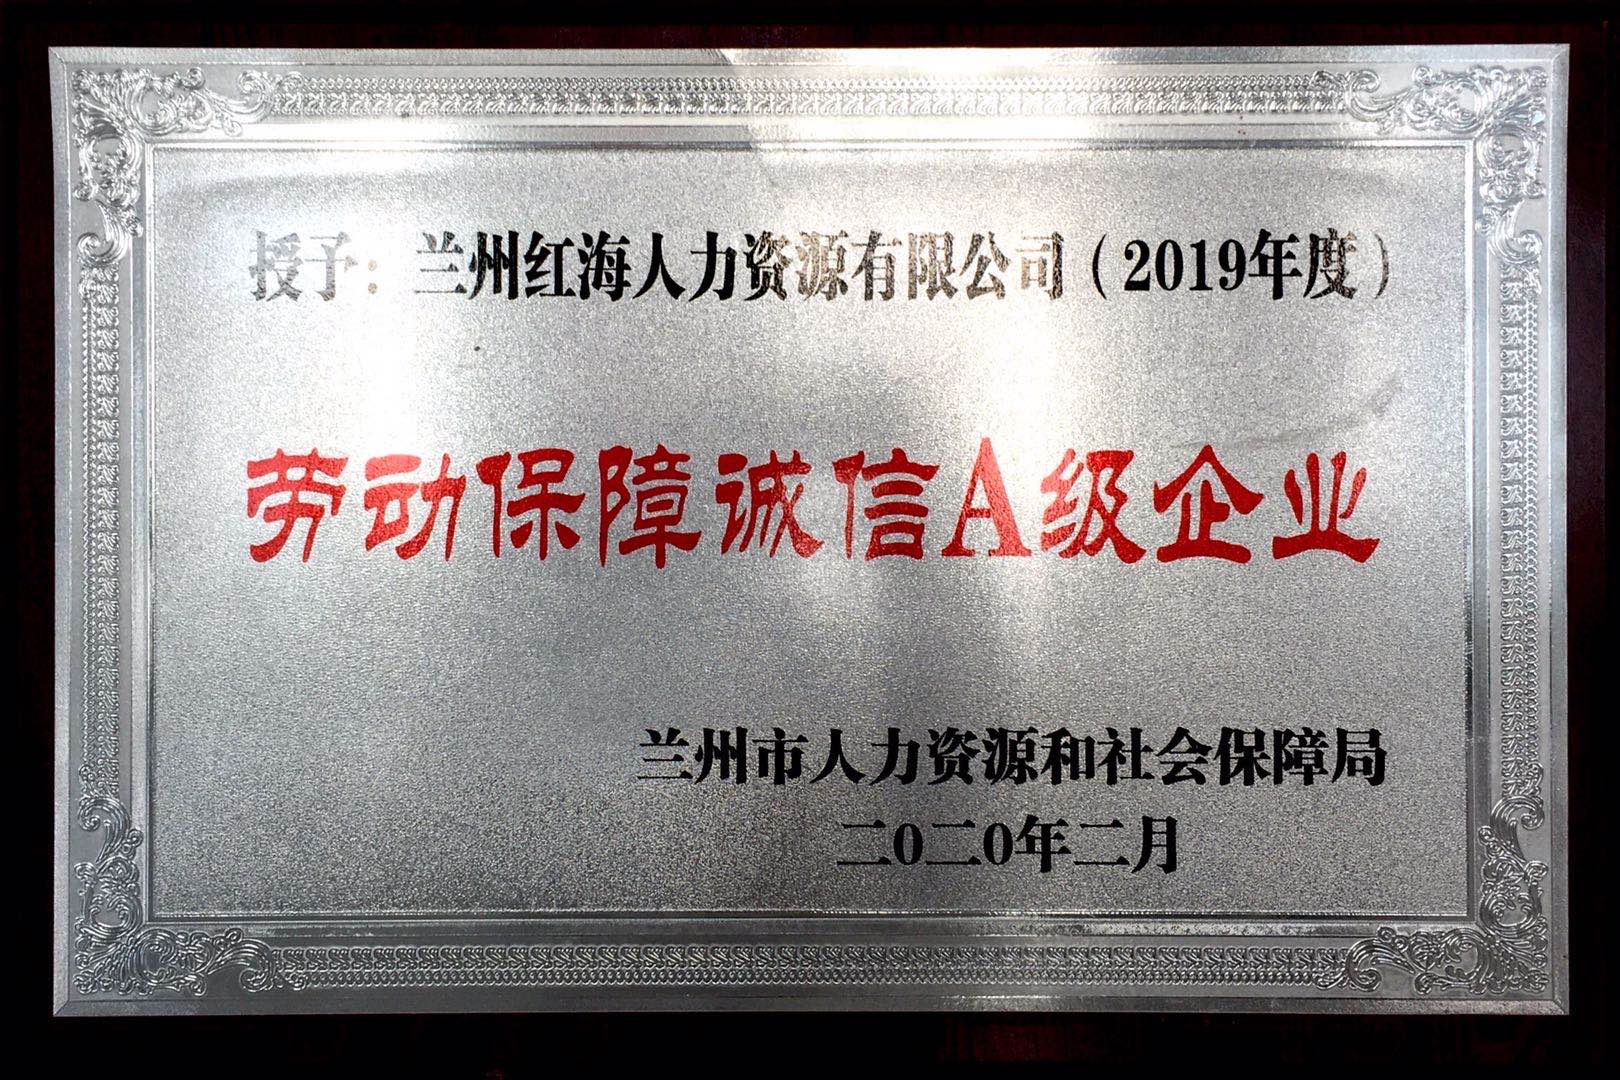 授予：兰州红海人力资源有限公司（2019年度）
劳动保障诚信A级企业
兰州市人力资源和社会保障局
二0二0年二月